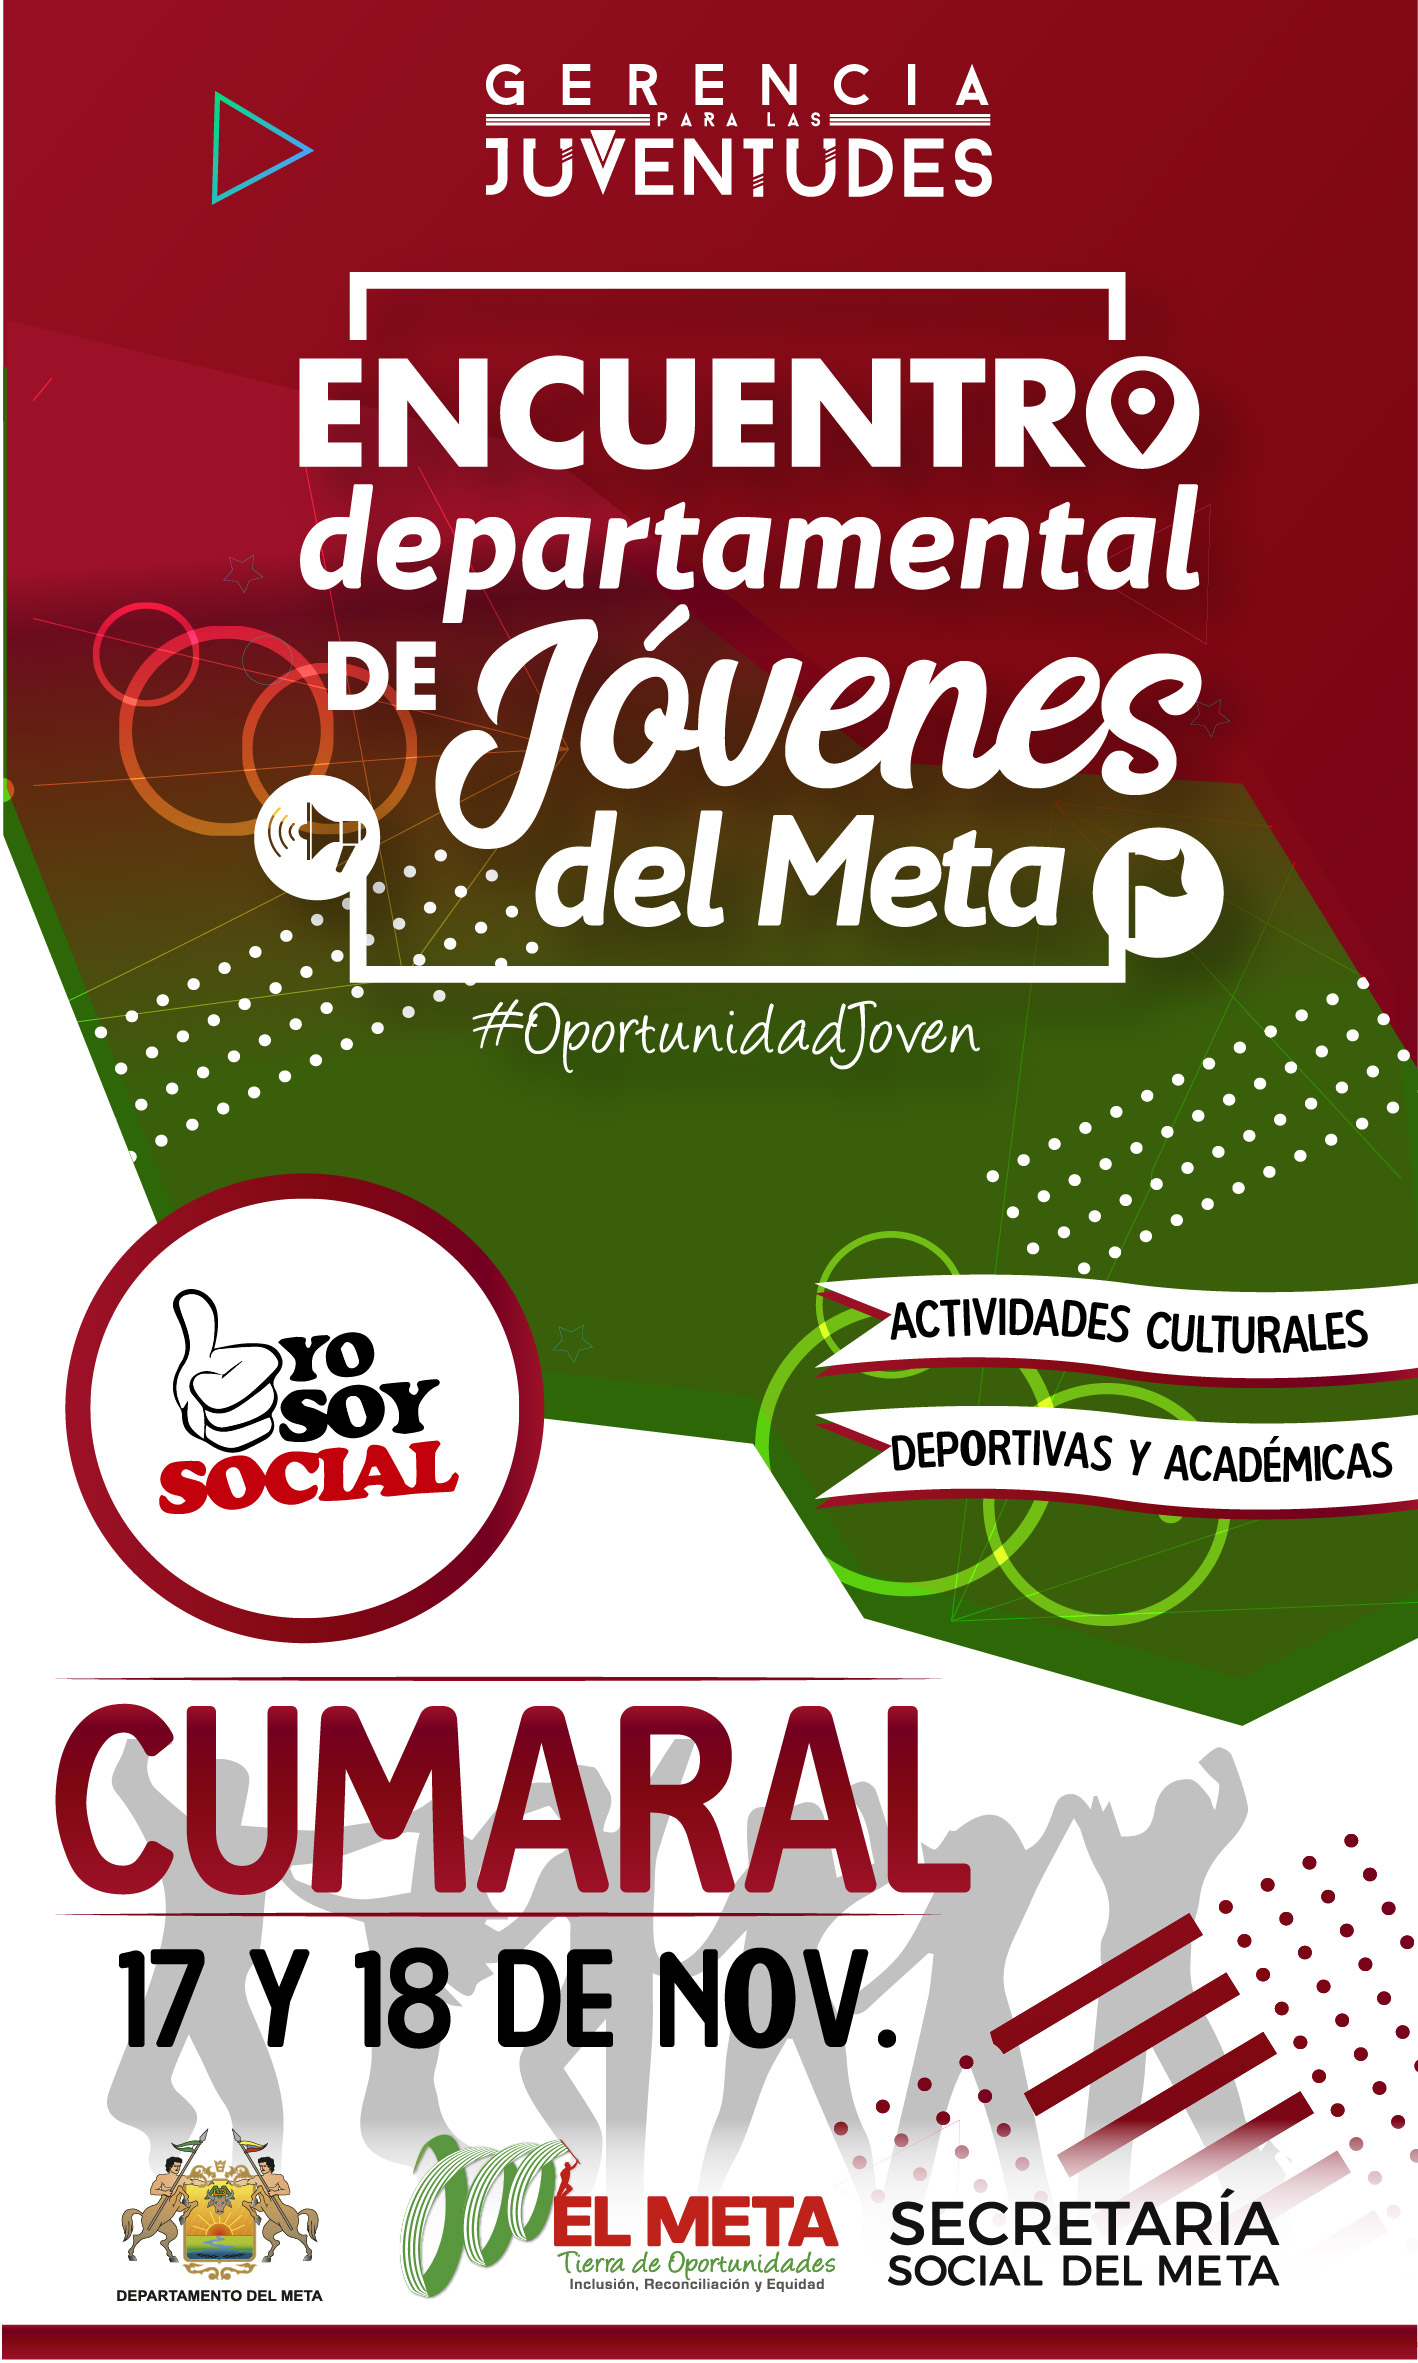 GERENCIA
PARA LAS
JUVENTUDES
ENCUENTRO
departamental
DE Jóvenes
del Meta
#OportunidadJoven
YO
SOY
SOCIAL
ACTIVIDADES CULTURALES
DEPORTIVAS Y ACADÉMICAS
CUMARAL
17 Y 18 DE NOV.
DEPARTAMENTO DEL META
EL META
Tierra de Oportunidades
Inclusión, Reconciliación y Equidad
SECRETARÍA
SOCIAL DEL META